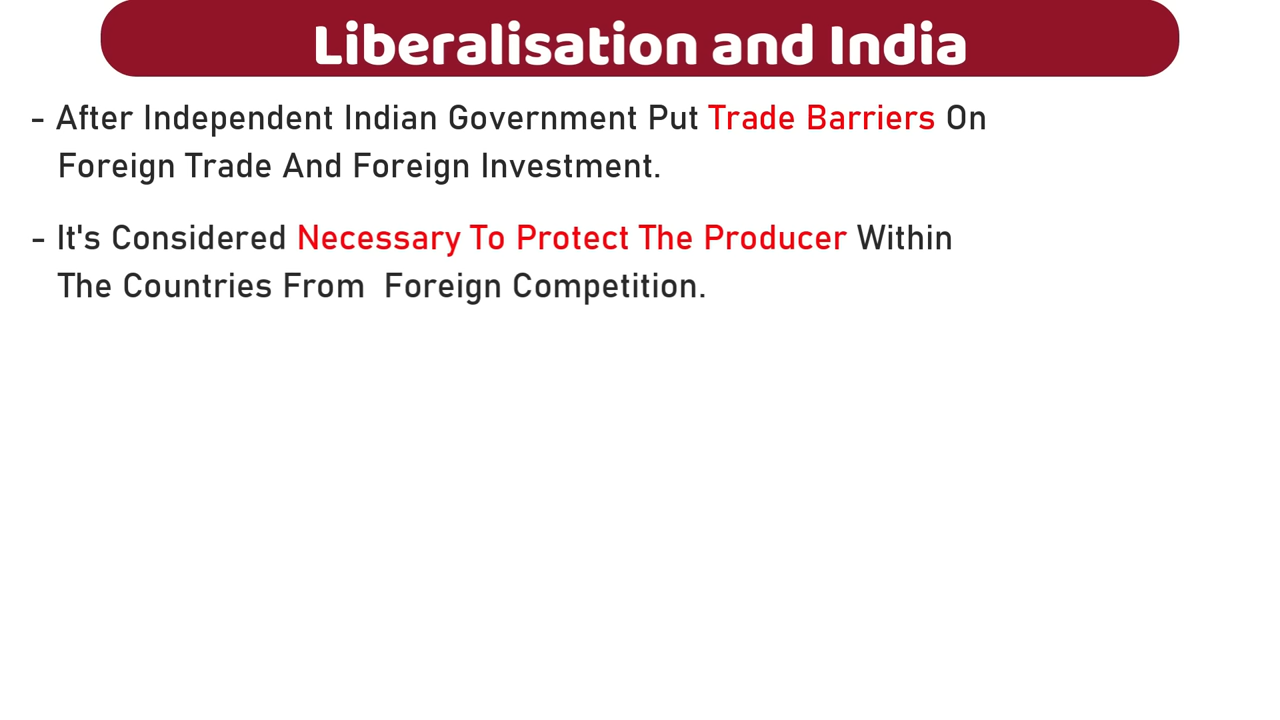 Liberalisation and India
- After Independent Indian Government Put Trade Barriers On
Foreign Trade And Foreign Investment.
- It's Considered Necessary To Protect The Producer Within
The Countries From  Foreign Competition.